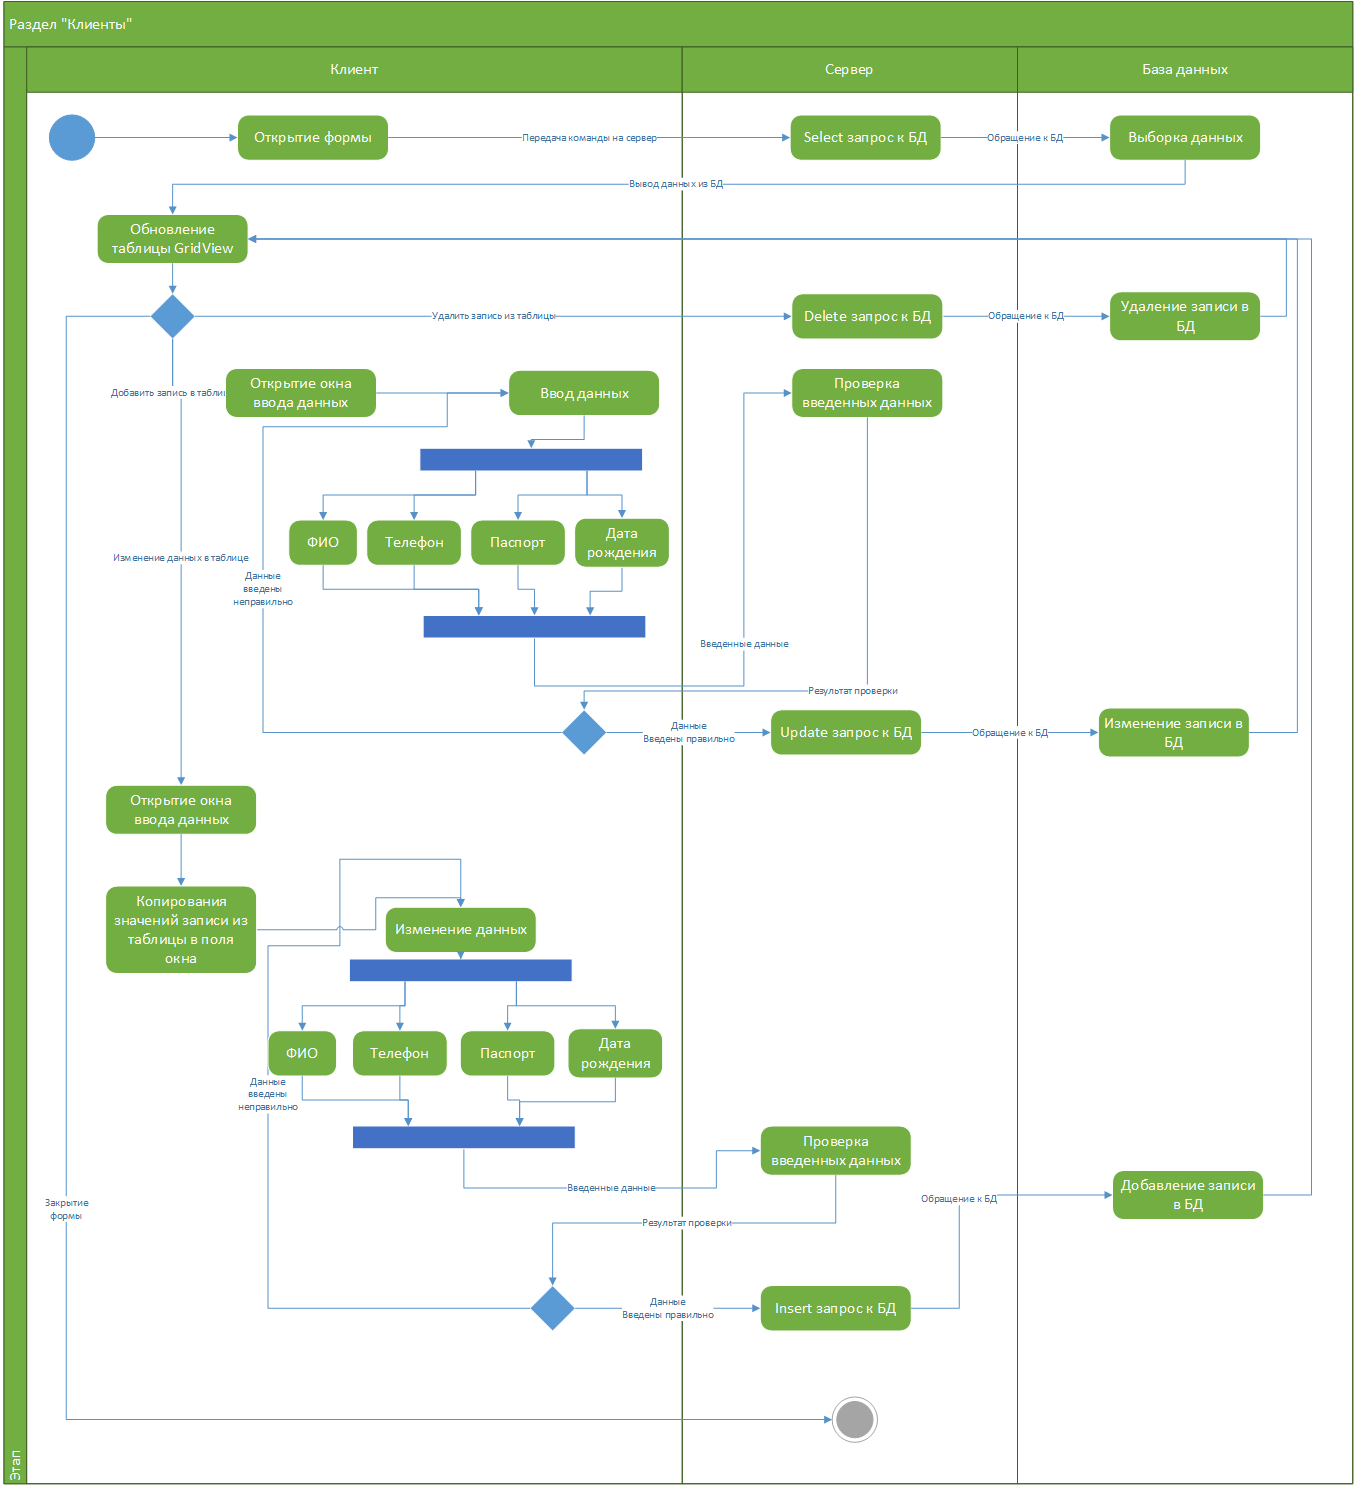 Раздел "Клиенты"
Клиент
Сервер
База данных
Открытие формы
Передача команды на сервер
Select запрос к БД
Обращение к БД
Выборка данных
Вывод данных из БД
Обновление
таблицы GridView
Удалить запись из таблицы
Delete запрос к БД
Обращение к БД
Удаление записи в
БД
Добавить запись в таблиц
Открытие окна
ввода данных
Ввод данных
Проверка
введенных данных
ФИО
Телефон
Паспорт
Дата
рождения
Изменение данных в таблице
Данные
введены
неправильно
Введенные данные
Результат проверки
Данные
Введены правильно
Update запрос к БД
Обращение к БД
Изменение записи в
БД
Открытие окна
ввода данных
Копирования
значений записи из
таблицы в поля
окна
Изменение данных
ФИО
Телефон
Паспорт
Дата
рождения
Данные
введены
неправильно
Проверка
введенных данных
Введенные данные
Обращение к БД
Добавление записи
в БД
Закрытие
формы
Результат проверки
Данные
Введены правильно
Insert запрос к БД
Этап